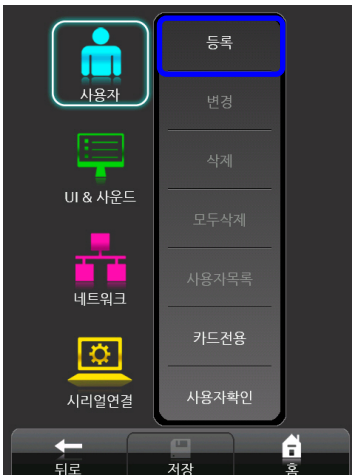 사용자
UI & 사운드
네트워크
시리얼연결
등록
변경
삭제
모두삭제
사용자목록
카드전용
사용자확인
뒤로
저장
홈